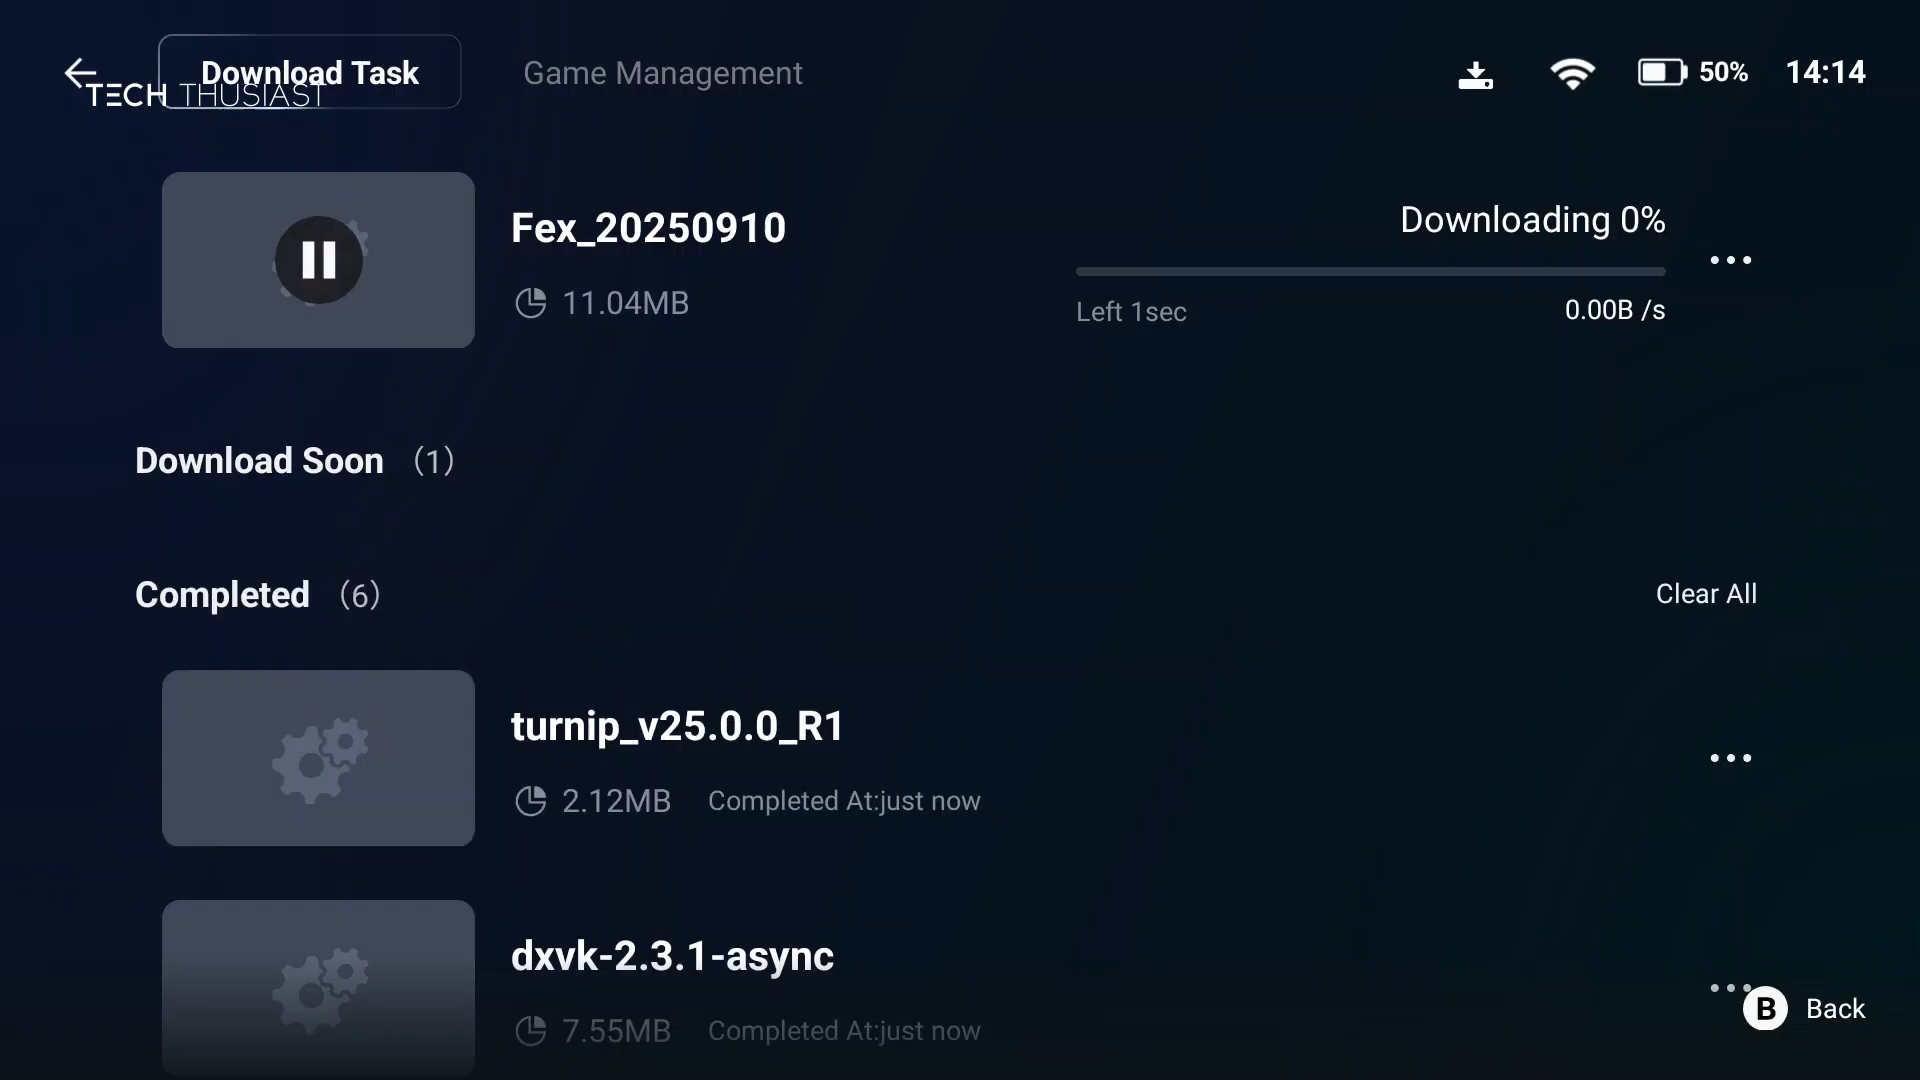 Download Task
Game Management
50%
14:14
TECH THUSIAST
Fex_20250910
11.04MB
Downloading 0%
Left 1sec
0.00B /s
Download Soon (1)
Completed (6)
Clear All
turnip_v25.0.0_R1
2.12MB Completed At:just now
dxvk-2.3.1-async
7.55MB Completed At:just now
B Back